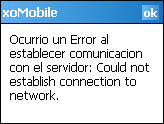 xoMobile ok
Ocurrio un Error al
establecer comunicacion
con el servidor: Could not
establish connection to
network.